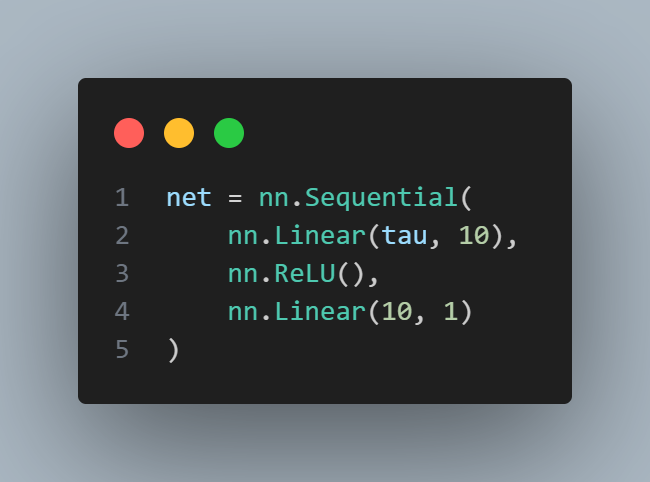 1 net = nn.Sequential(
2     nn.Linear(tau, 10),
3     nn.ReLU(),
4     nn.Linear(10, 1)
5 )